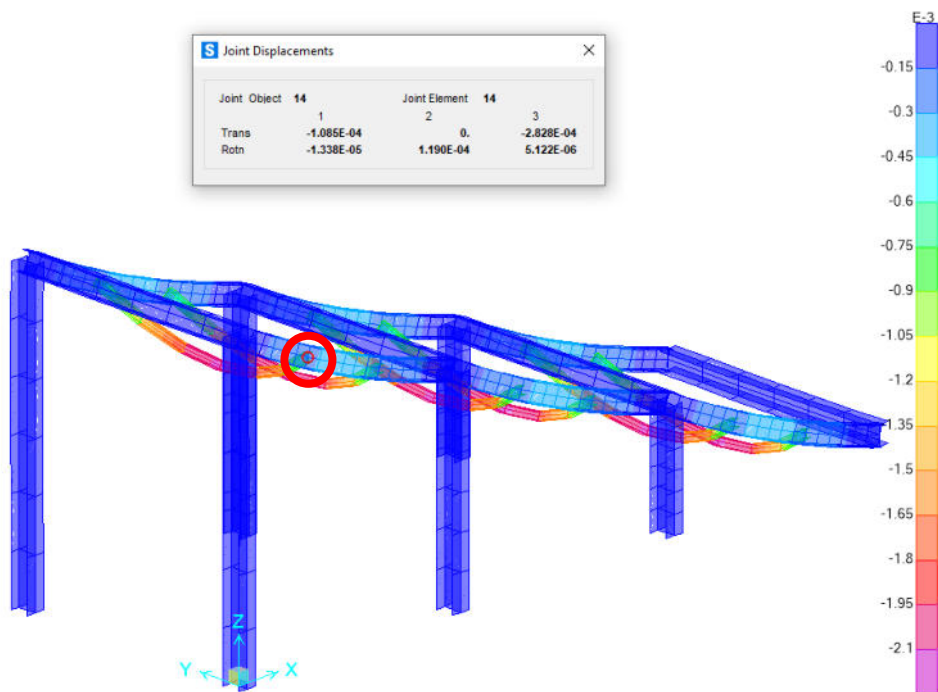 E-3
S Joint Displacements
Joint Object 14 Joint Element 14
1 2 3
Trans -1.085E-04 0. -2.828E-04
Rotn -1.338E-05 1.190E-04 5.122E-06
-0.15
-0.3
-0.45
-0.6
-0.75
-0.9
-1.05
-1.2
-1.35
-1.5
-1.65
-1.8
-1.95
-2.1
Z
Y X